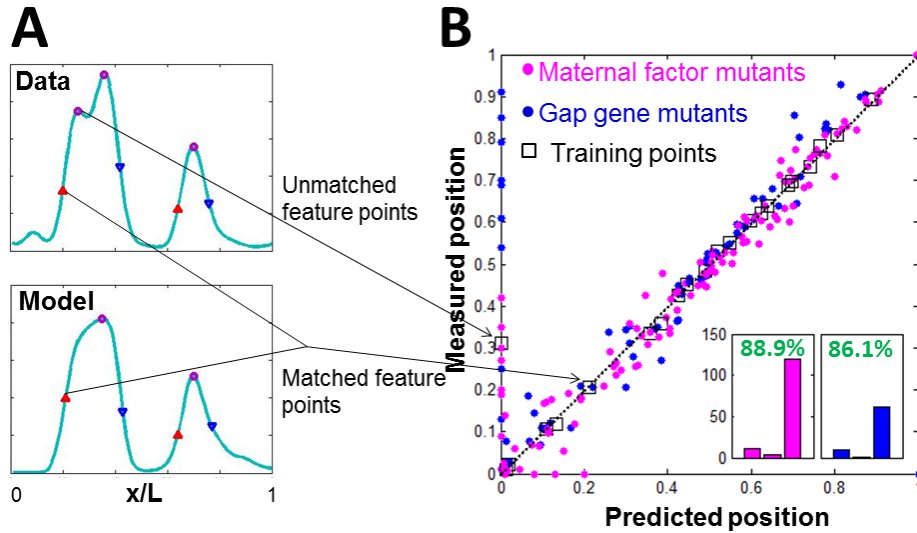 A
Data
Unmatched
feature points
Model
Matched feature
points
0
x/L
1
B
Measured position
1
0.9
0.8
0.7
0.6
0.5
0.4
0.3
0.2
0.1
0
Maternal factor mutants
Gap gene mutants
Training points
150
100
50
0
88.9%
86.1%
0
0.2
0.4
0.6
0.8
Predicted position